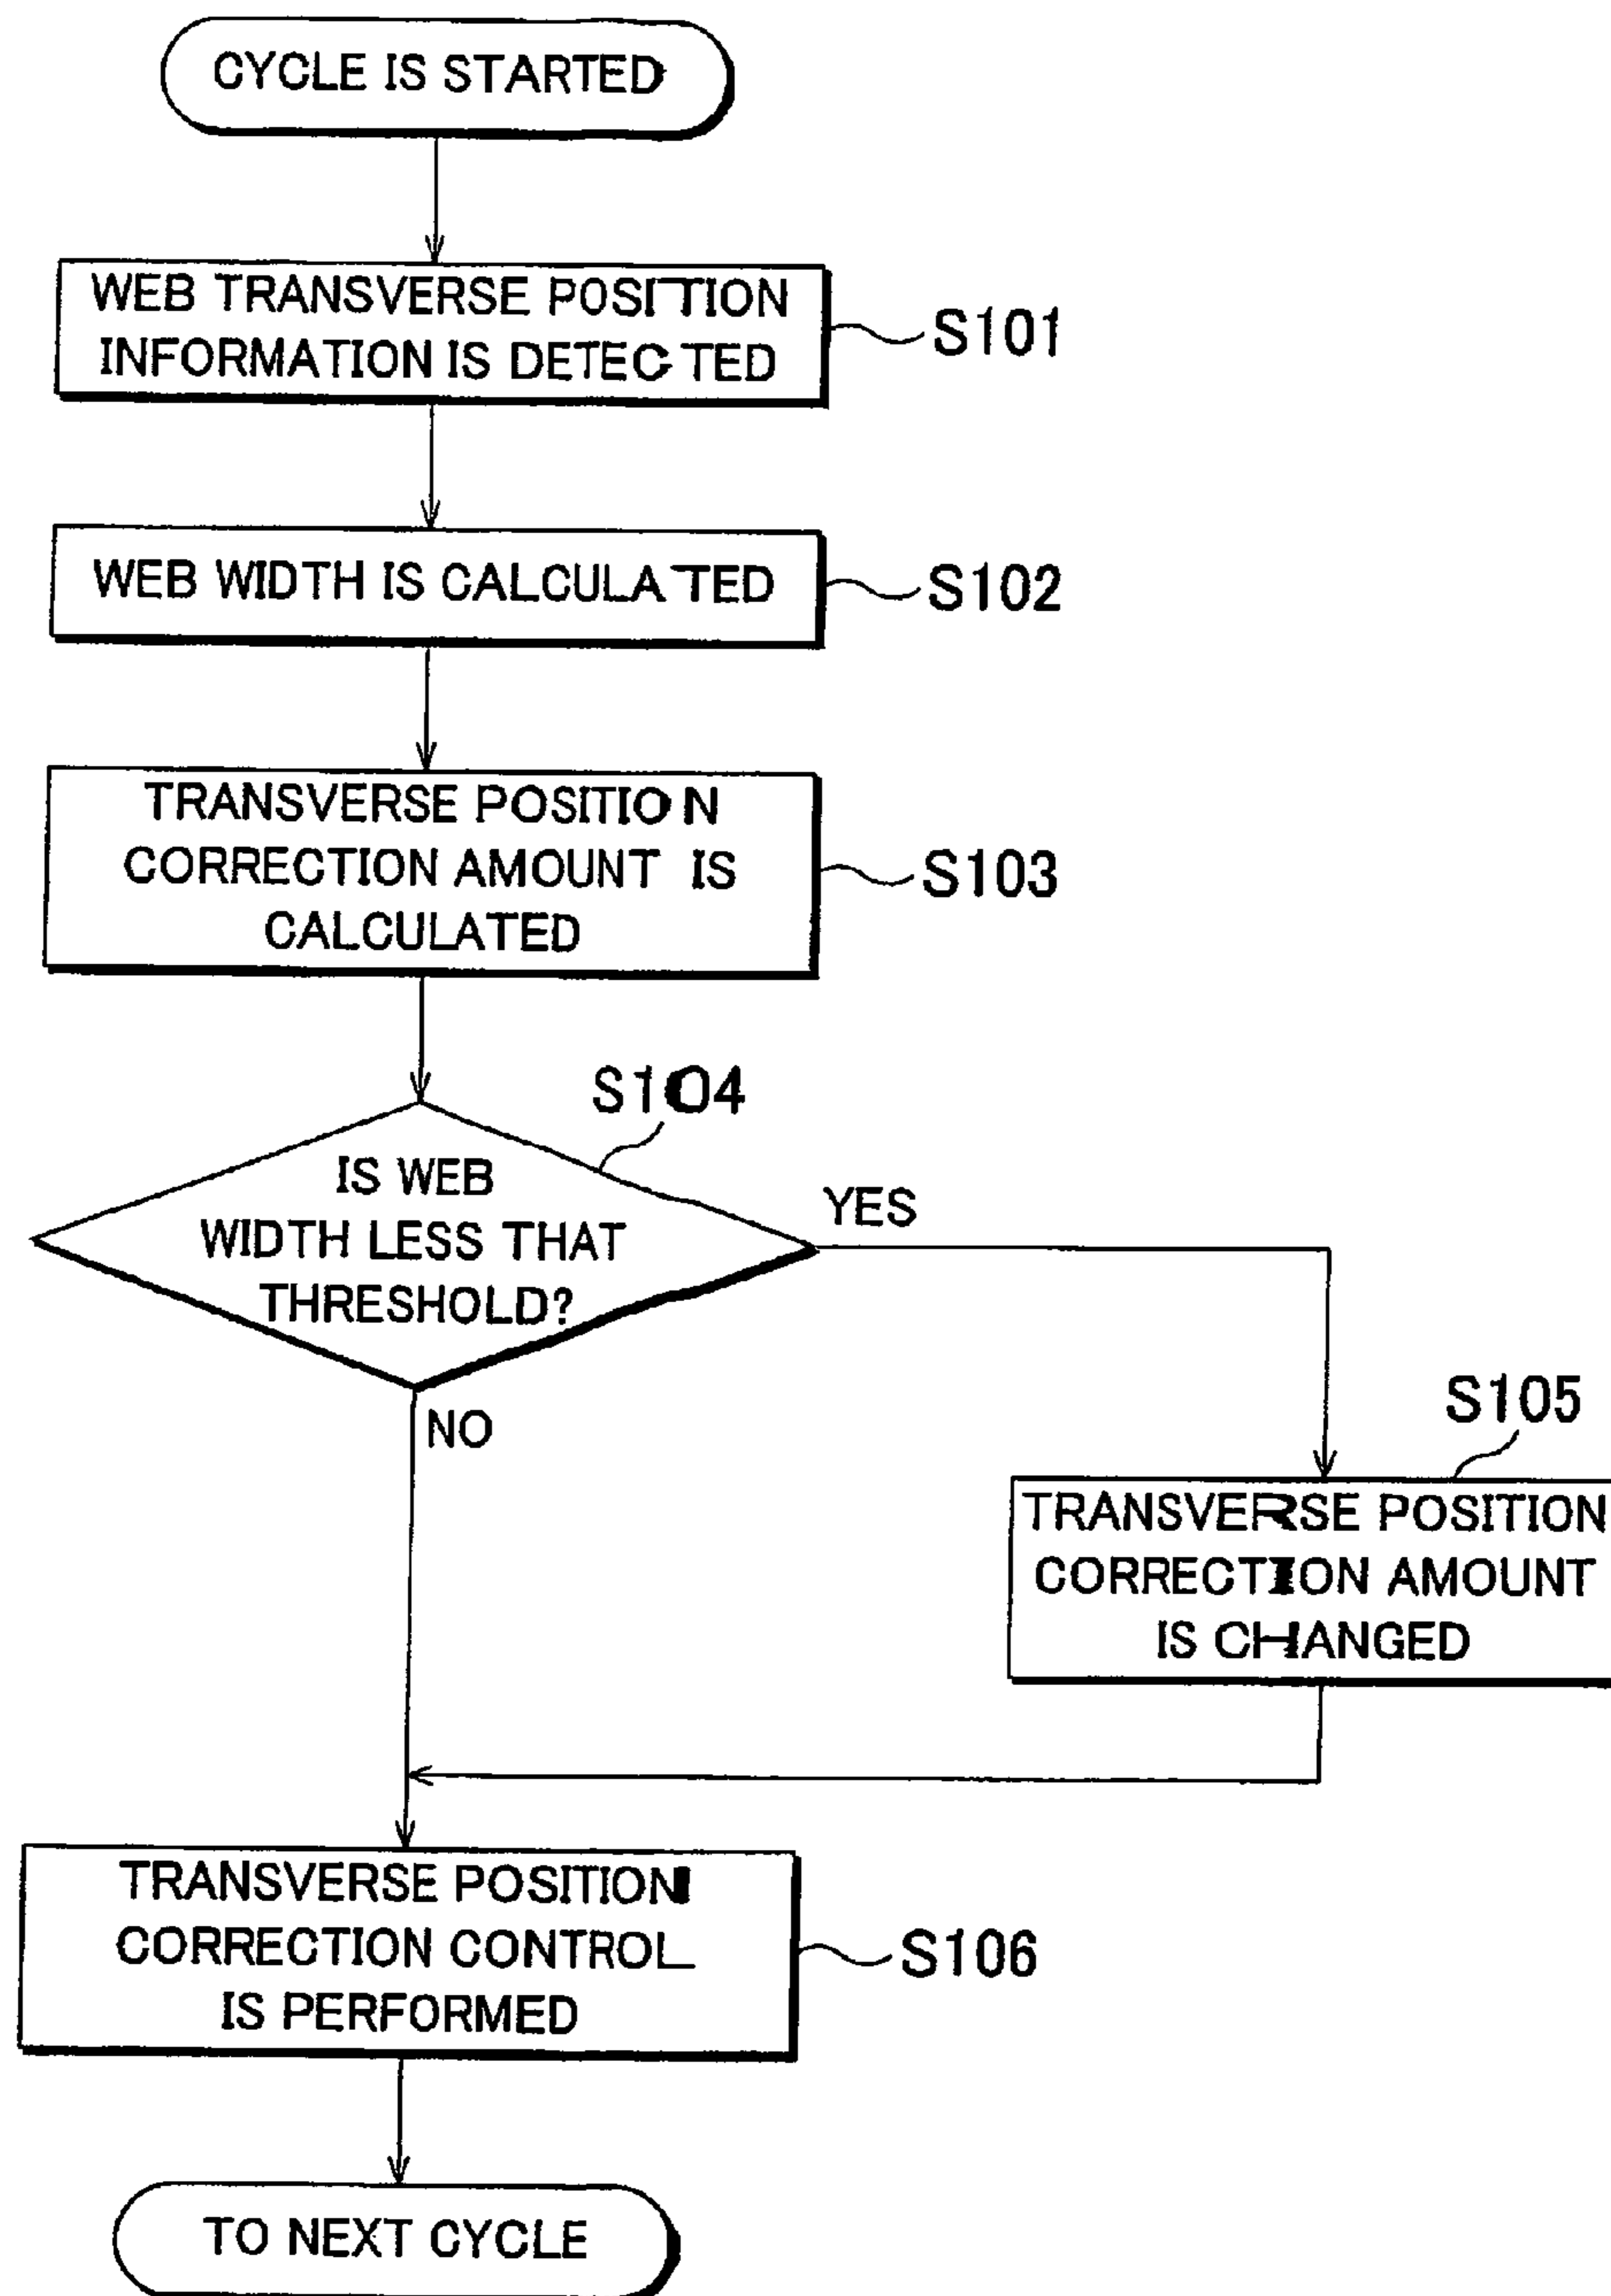 CYCLE IS STARTED
WEB TRANSVERSE POSITION
INFORMATION IS DETECTED
S101
WEB WIDTH IS CALCULATED
S102
TRANSVERSE POSITION
CORRECTION AMOUNT IS
CALCULATED
S103
S104
IS WEB
WIDTH LESS THAT
THRESHOLD?
YES
NO
S105
TRANSVERSE POSITION
CORRECTION AMOUNT
IS CHANGED
TRANSVERSE POSITION
CORRECTION CONTROL
IS PERFORMED
S106
TO NEXT CYCLE